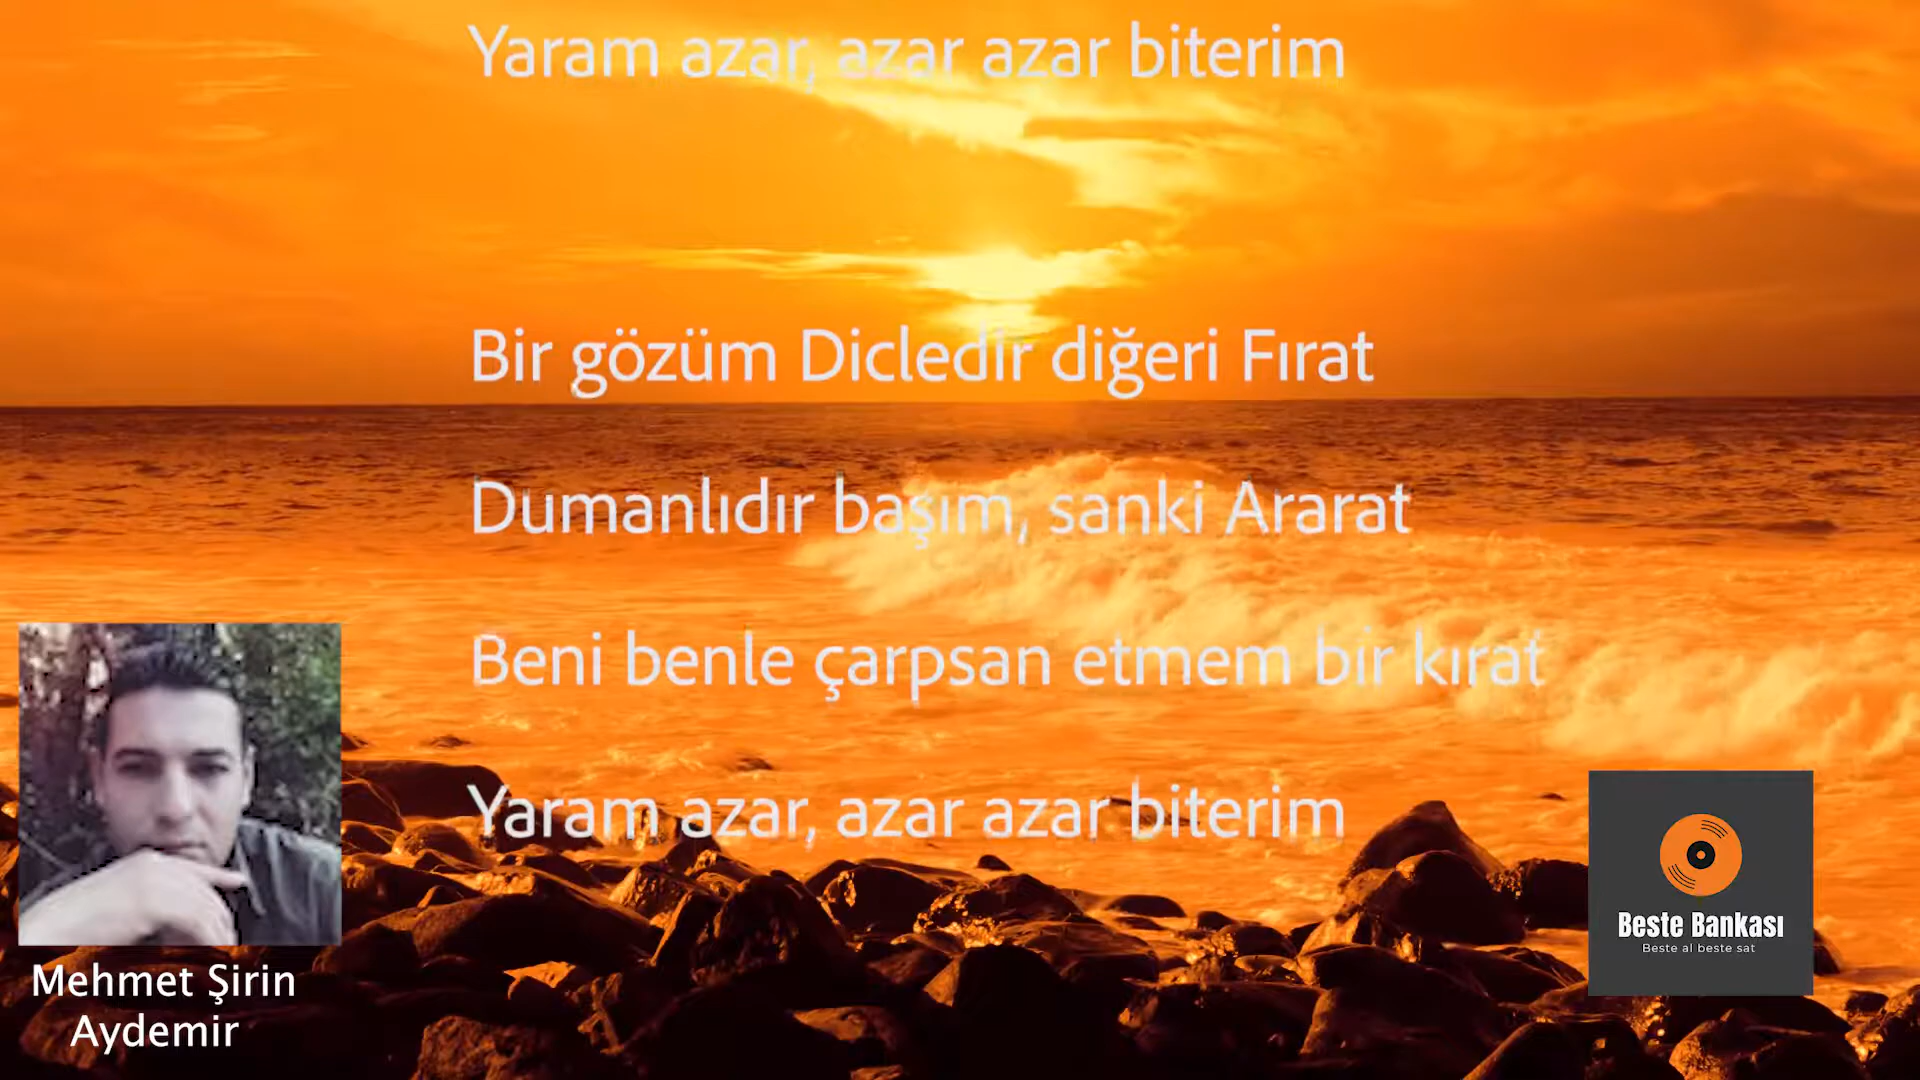 Yaram azar, azar azar biterim
Bir gözüm Dicledir diğeri Fırat
Dumanlıdır başım, sanki Ararat
Beni benle çarpsan etmem bir kırat
Yaram azar, azar azar biterim
Mehmet Şirin
Aydemir
Beste Bankası
Beste al beste sat